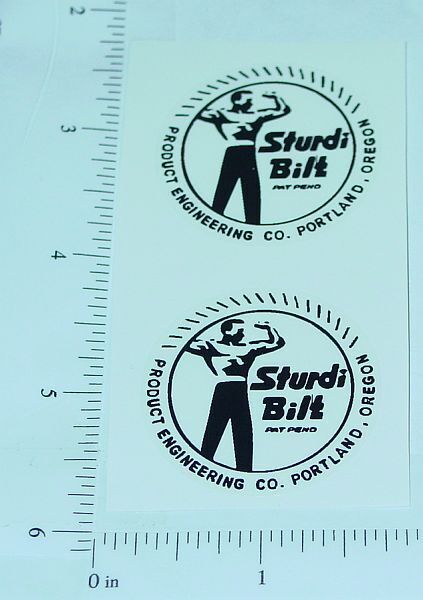 2
3
4
5
6
0 in
1
Sturdi
Bilt
PAT PEND
PRODUCT ENGINEERING CO. PORTLAND, OREGON
Sturdi
Bilt
PAT PEND
PRODUCT ENGINEERING CO. PORTLAND, OREGON